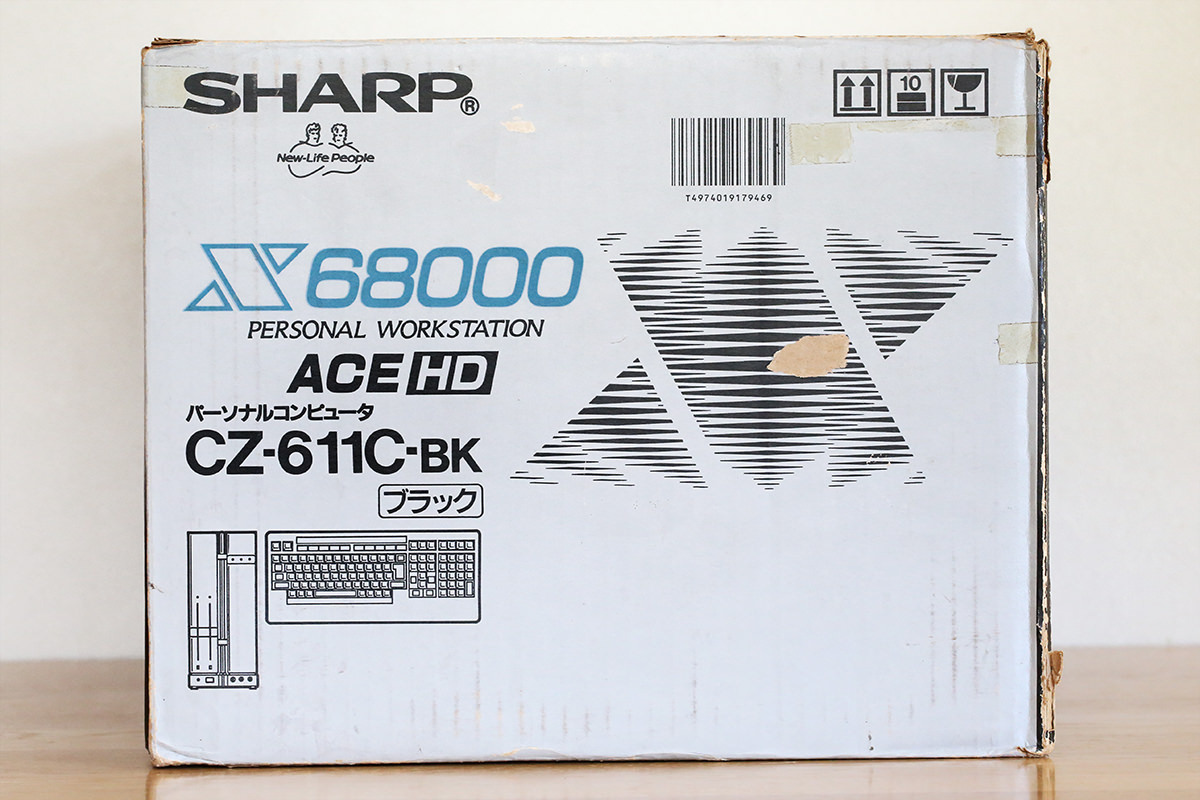 SHARP®
New-Life People
10
T4974019179469
X68000
PERSONAL WORKSTATION
ACE HD
パーソナルコンピュータ
CZ-611C-BK
ブラック